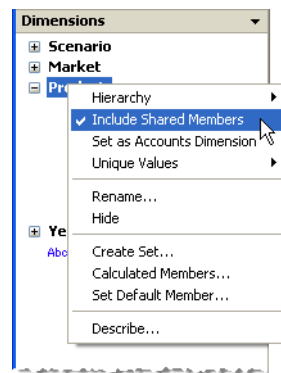 Dimensions
Scenario
Market
Hierarchy
Include Shared Members
Set as Accounts Dimension
Unique Values
Rename...
Hide
Create Set...
Calculated Members...
Set Default Member...
Describe...